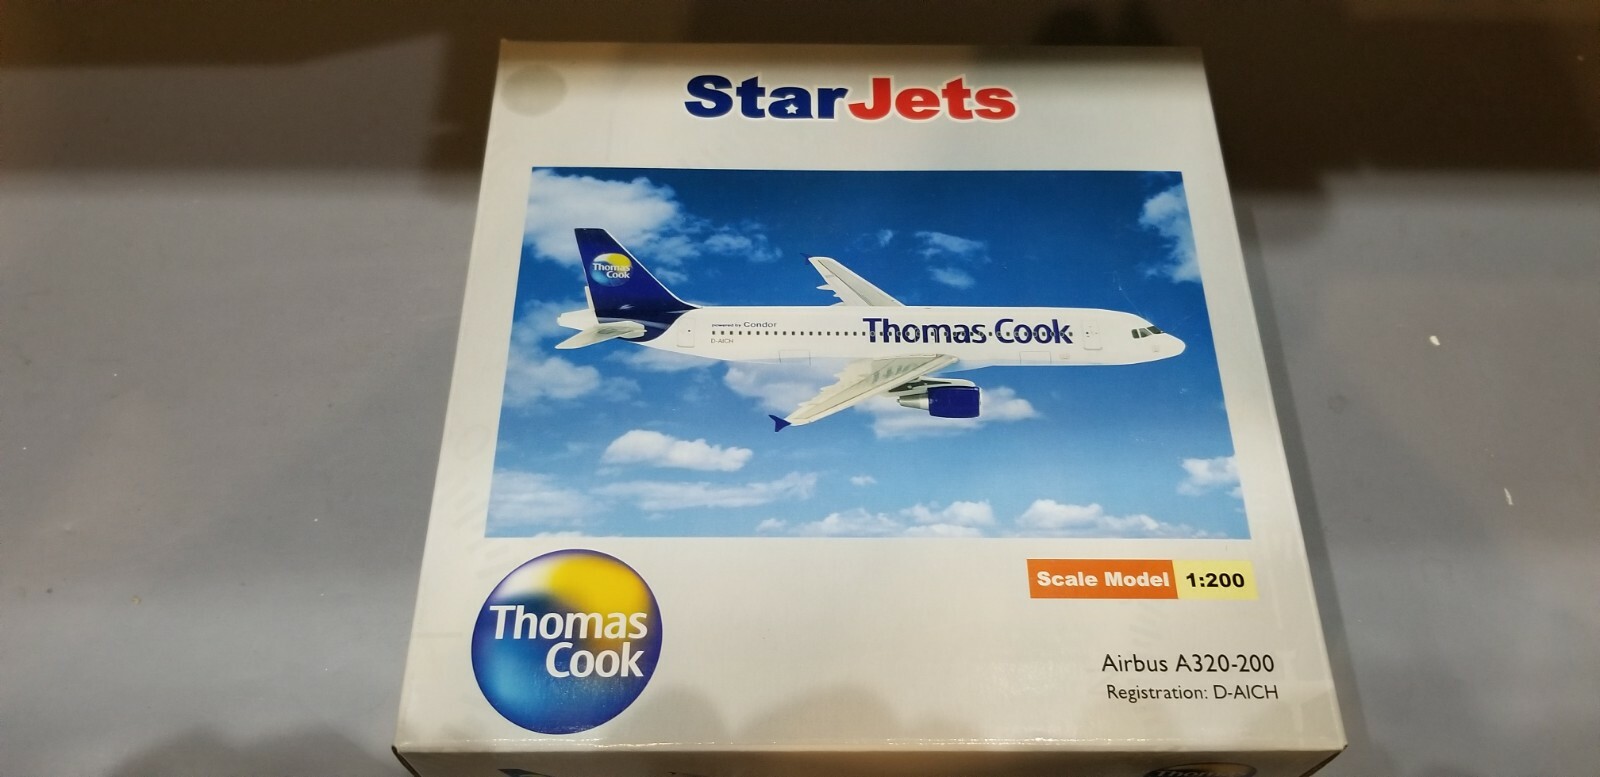 StarJets
Thomas
Cook
powered by Condor
D-AICH
Thomas Cook
Scale Model 1:200
Thomas
Cook
Airbus A320-200
Registration: D-AICH
Thomas